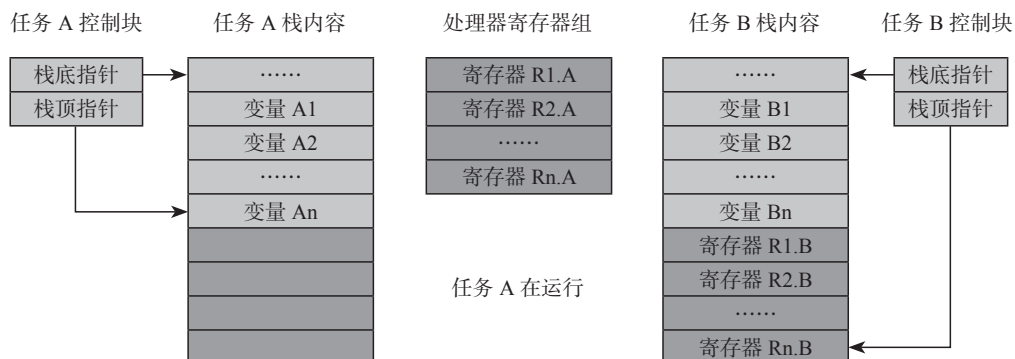 任务 A 控制块 任务 A 栈内容 处理器寄存器组 任务 B 栈内容 任务 B 控制块
栈底指针 …… 寄存器 R1.A …… 栈底指针
栈顶指针 变量 A1 寄存器 R2.A 变量 B1 栈顶指针
变量 A2 …… 变量 B2
…… 寄存器 Rn.A ……
变量 An 变量 Bn
寄存器 R1.B
任务 A 在运行 寄存器 R2.B
……
寄存器 Rn.B